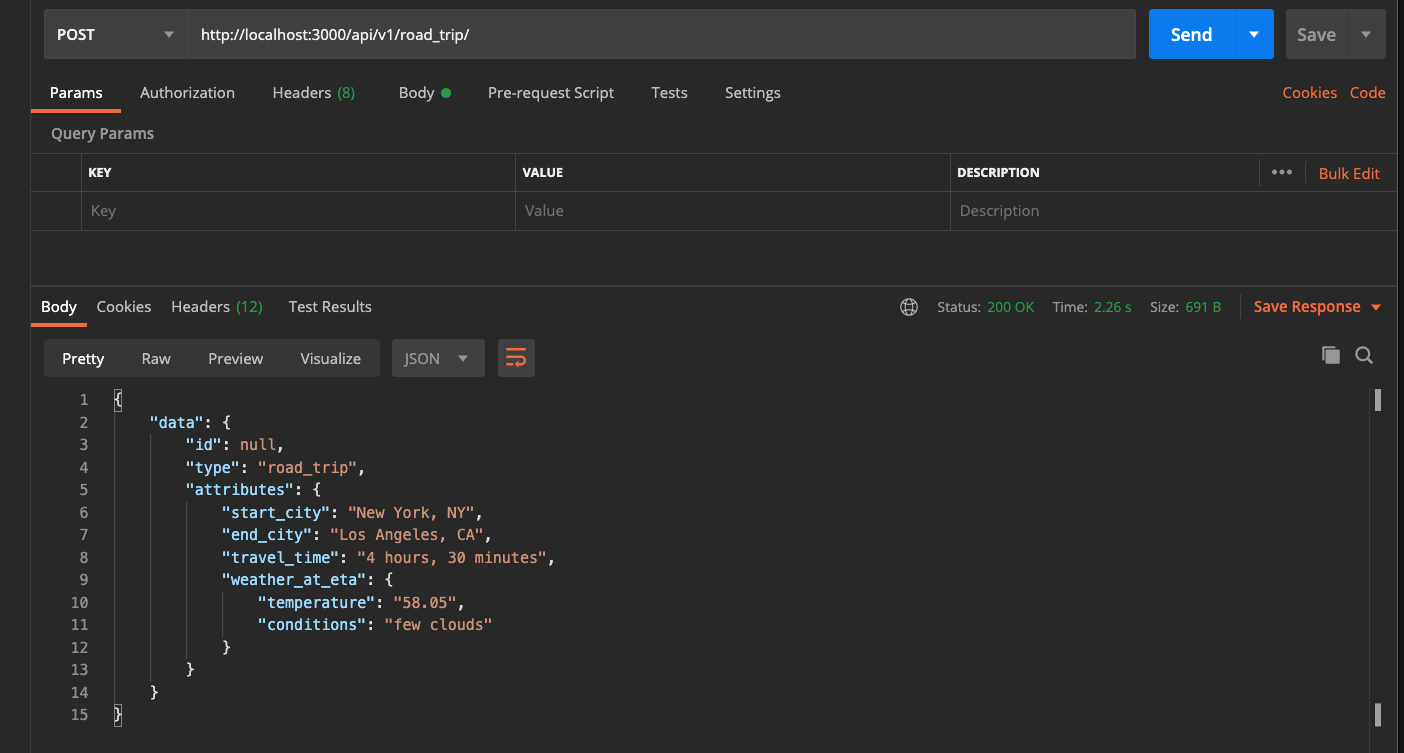 POST http://localhost:3000/api/v1/road_trip/ Send Save
Params Authorization Headers (8) Body Pre-request Script Tests Settings Cookies Code
Query Params
KEY VALUE DESCRIPTION ••• Bulk Edit
Key Value Description
Body Cookies Headers (12) Test Results Status: 200 OK Time: 2.26 s Size: 691 B Save Response
Pretty Raw Preview Visualize JSON
1 {
2 "data": {
3 "id": null,
4 "type": "road_trip",
5 "attributes": {
6 "start_city": "New York, NY",
7 "end_city": "Los Angeles, CA",
8 "travel_time": "4 hours, 30 minutes",
9 "weather_at_eta": {
10 "temperature": "58.05",
11 "conditions": "few clouds"
12 }
13 }
14 }
15 }